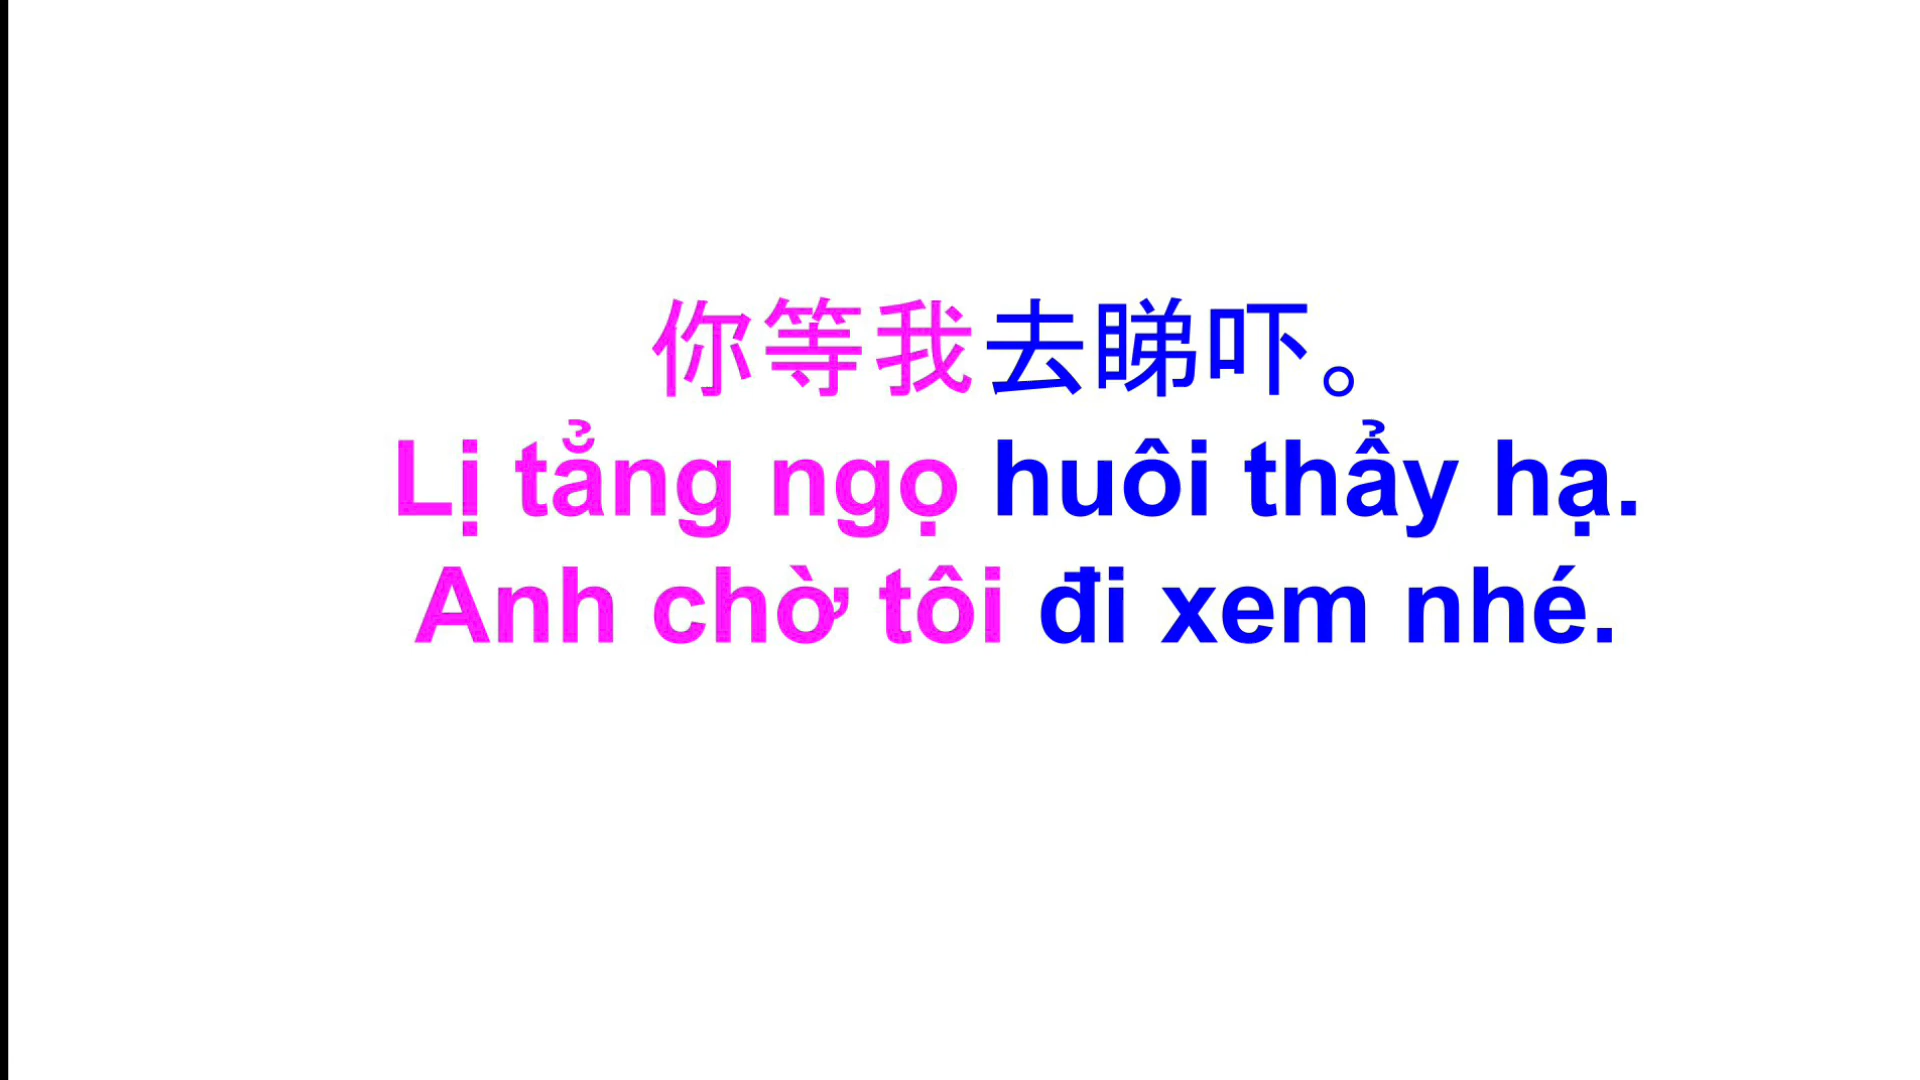 你等我去睇吓。
Lị tẳng ngọ huôi thẩy hạ.
Anh chờ tôi đi xem nhé.